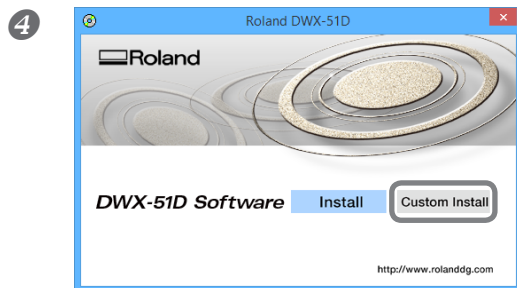 4
Roland DWX-51D
Roland
DWX-51D Software Install Custom Install
http://www.rolanddg.com